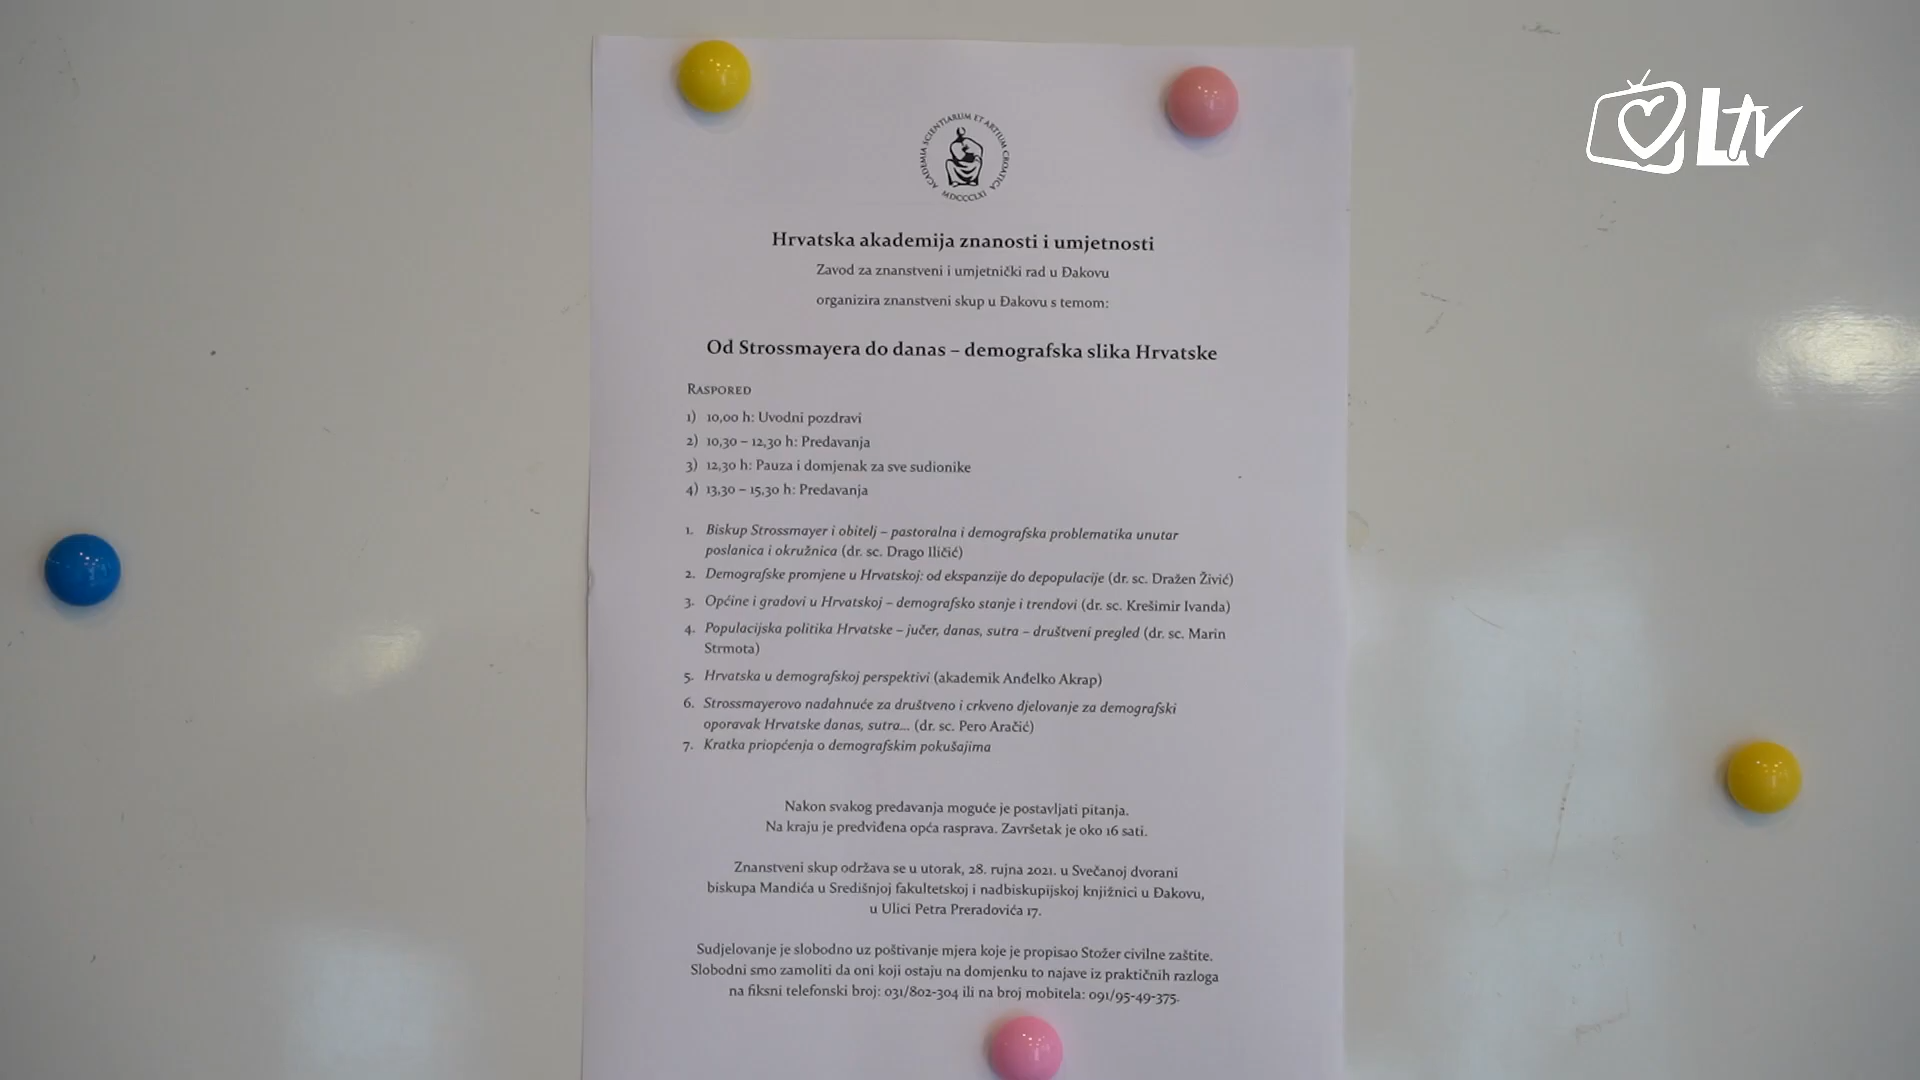 ACADEMIA SCIENTIARUM ET ARTIUM CROATICA
MDCCCLXI
LTV
Hrvatska akademija znanosti i umjetnosti
Zavod za znanstveni i umjetnički rad u Đakovu
organizira znanstveni skup u Đakovu s temom:
Od Strossmayera do danas – demografska slika Hrvatske
RASPORED
1) 10,00 h: Uvodni pozdravi
2) 10,30 – 12,30 h: Predavanja
3) 12,30 h: Pauza i domjenak za sve sudionike
4) 13,30 – 15,30 h: Predavanja
1. Biskup Strossmayer i obitelj – pastoralna i demografska problematika unutar
poslanica i okružnica (dr. sc. Drago Iličić)
2. Demografske promjene u Hrvatskoj: od ekspanzije do depopulacije (dr. sc. Dražen Živić)
3. Općine i gradovi u Hrvatskoj – demografsko stanje i trendovi (dr. sc. Krešimir Ivanda)
4. Populacijska politika Hrvatske – jučer, danas, sutra – društveni pregled (dr. sc. Marin
Strmota)
5. Hrvatska u demografskoj perspektivi (akademik Anđelko Akrap)
6. Strossmayerovo nadahnuće za društveno i crkveno djelovanje za demografski
oporavak Hrvatske danas, sutra... (dr. sc. Pero Aračić)
7. Kratka priopćenja o demografskim pokušajima
Nakon svakog predavanja moguće je postavljati pitanja.
Na kraju je predviđena opća rasprava. Završetak je oko 16 sati.
Znanstveni skup održava se u utorak, 28. rujna 2021. u Svečanoj dvorani
biskupa Mandića u Središnjoj fakultetskoj i nadbiskupijskoj knjižnici u Đakovu,
u Ulici Petra Preradovića 17.
Sudjelovanje je slobodno uz poštivanje mjera koje je propisao Stožer civilne zaštite.
Slobodni smo zamoliti da oni koji ostaju na domjenku to najave iz praktičnih razloga
na fiksni telefonski broj: 031/802-304 ili na broj mobitela: 091/95-49-375.